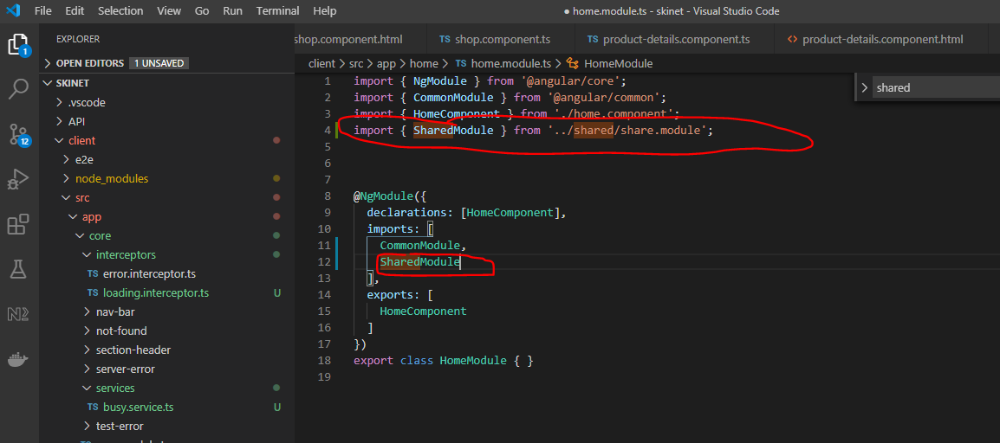 File Edit Selection View Go Run Terminal Help
● home.module.ts - skinet - Visual Studio Code
EXPLORER
shop.component.html TS shop.component.ts TS product-details.component.ts <> product-details.component.html
OPEN EDITORS 1 UNSAVED
client > src > app > home > TS home.module.ts > HomeModule
shared
SKINET
.vscode
API
client
e2e
node_modules
src
app
core
interceptors
TS error.interceptor.ts
TS loading.interceptor.ts U
nav-bar
not-found
section-header
server-error
services
TS busy.service.ts U
test-error
1
12
1 import { NgModule } from '@angular/core';
2 import { CommonModule } from '@angular/common';
3 import { HomeComponent } from './home.component';
4 import { SharedModule } from '../shared/share.module';
5
6
7
8 @NgModule({
9 declarations: [HomeComponent],
10 imports: [
11 CommonModule,
12 SharedModule
13 ],
14 exports: [
15 HomeComponent
16 ]
17 })
18 export class HomeModule { }
19